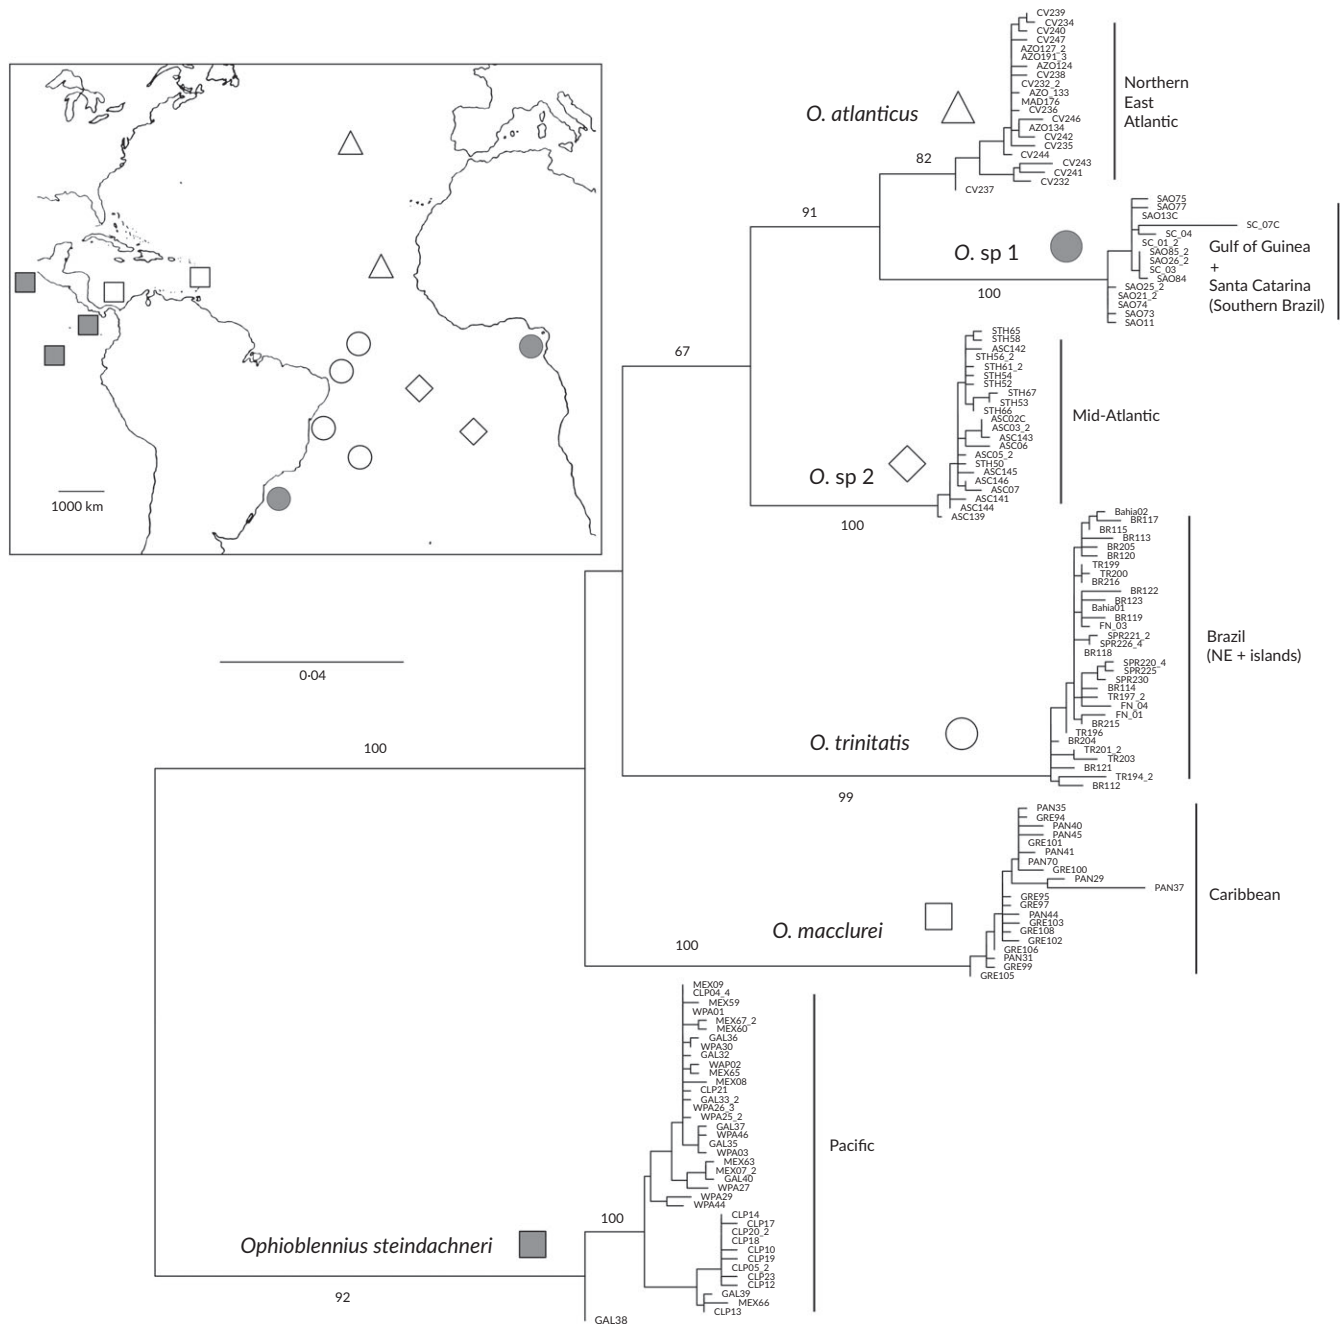 CV239
CV234
CV240
CV247
AZO127_2
AZO191_3
AZO124
CV238
CV232_2
AZO_133
MAD176
CV236
CV246
AZO134
CV242
CV235
CV244
CV243
CV241
CV232
CV237
O. atlanticus
Northern
East
Atlantic
82
91
SAO75
SAO77
SAO13C
SC_07C
SC_04
SC_01_2
SAO85_2
SAO26_2
SC_03
SAO84
SAO25_2
SAO21_2
SAO74
SAO73
SAO11
O. sp 1
Gulf of Guinea
+
Santa Catarina
(Southern Brazil)
100
67
STH65
STH58
ASC142
STH56_2
STH61_2
STH54
STH52
STH67
STH53
STH66
ASC02C
ASC03_2
ASC143
ASC06
ASC05_2
STH50
ASC145
ASC146
ASC07
ASC141
ASC144
ASC139
O. sp 2
Mid-Atlantic
100
1000 km
0·04
Bahia02
BR117
BR115
BR113
BR205
BR120
TR199
TR200
BR216
BR122
BR123
Bahia01
BR119
FN_03
SPR221_2
SPR226_4
BR118
SPR220_4
SPR225
SPR230
BR114
TR197_2
FN_04
FN_01
BR215
TR196
BR204
TR201_2
TR203
BR121
TR194_2
BR112
O. trinitatis
Brazil
(NE + islands)
99
100
PAN35
GRE94
PAN40
PAN45
GRE101
PAN41
PAN70
GRE100
PAN29
PAN37
GRE95
GRE97
PAN44
GRE103
GRE108
GRE102
GRE106
PAN31
GRE99
GRE105
O. macclurei
Caribbean
100
MEX09
CLP04_4
MEX59
WPA01
MEX67_2
MEX60
GAL36
WPA30
GAL32
WAP02
MEX65
MEX08
CLP21
GAL33_2
WPA26_3
WPA25_2
GAL37
WPA46
GAL35
WPA03
MEX63
MEX07_2
GAL40
WPA27
WPA29
WPA44
CLP14
CLP17
CLP20_2
CLP18
CLP10
CLP19
CLP05_2
CLP23
CLP12
GAL39
MEX66
CLP13
GAL38
Pacific
100
Ophioblennius steindachneri
92